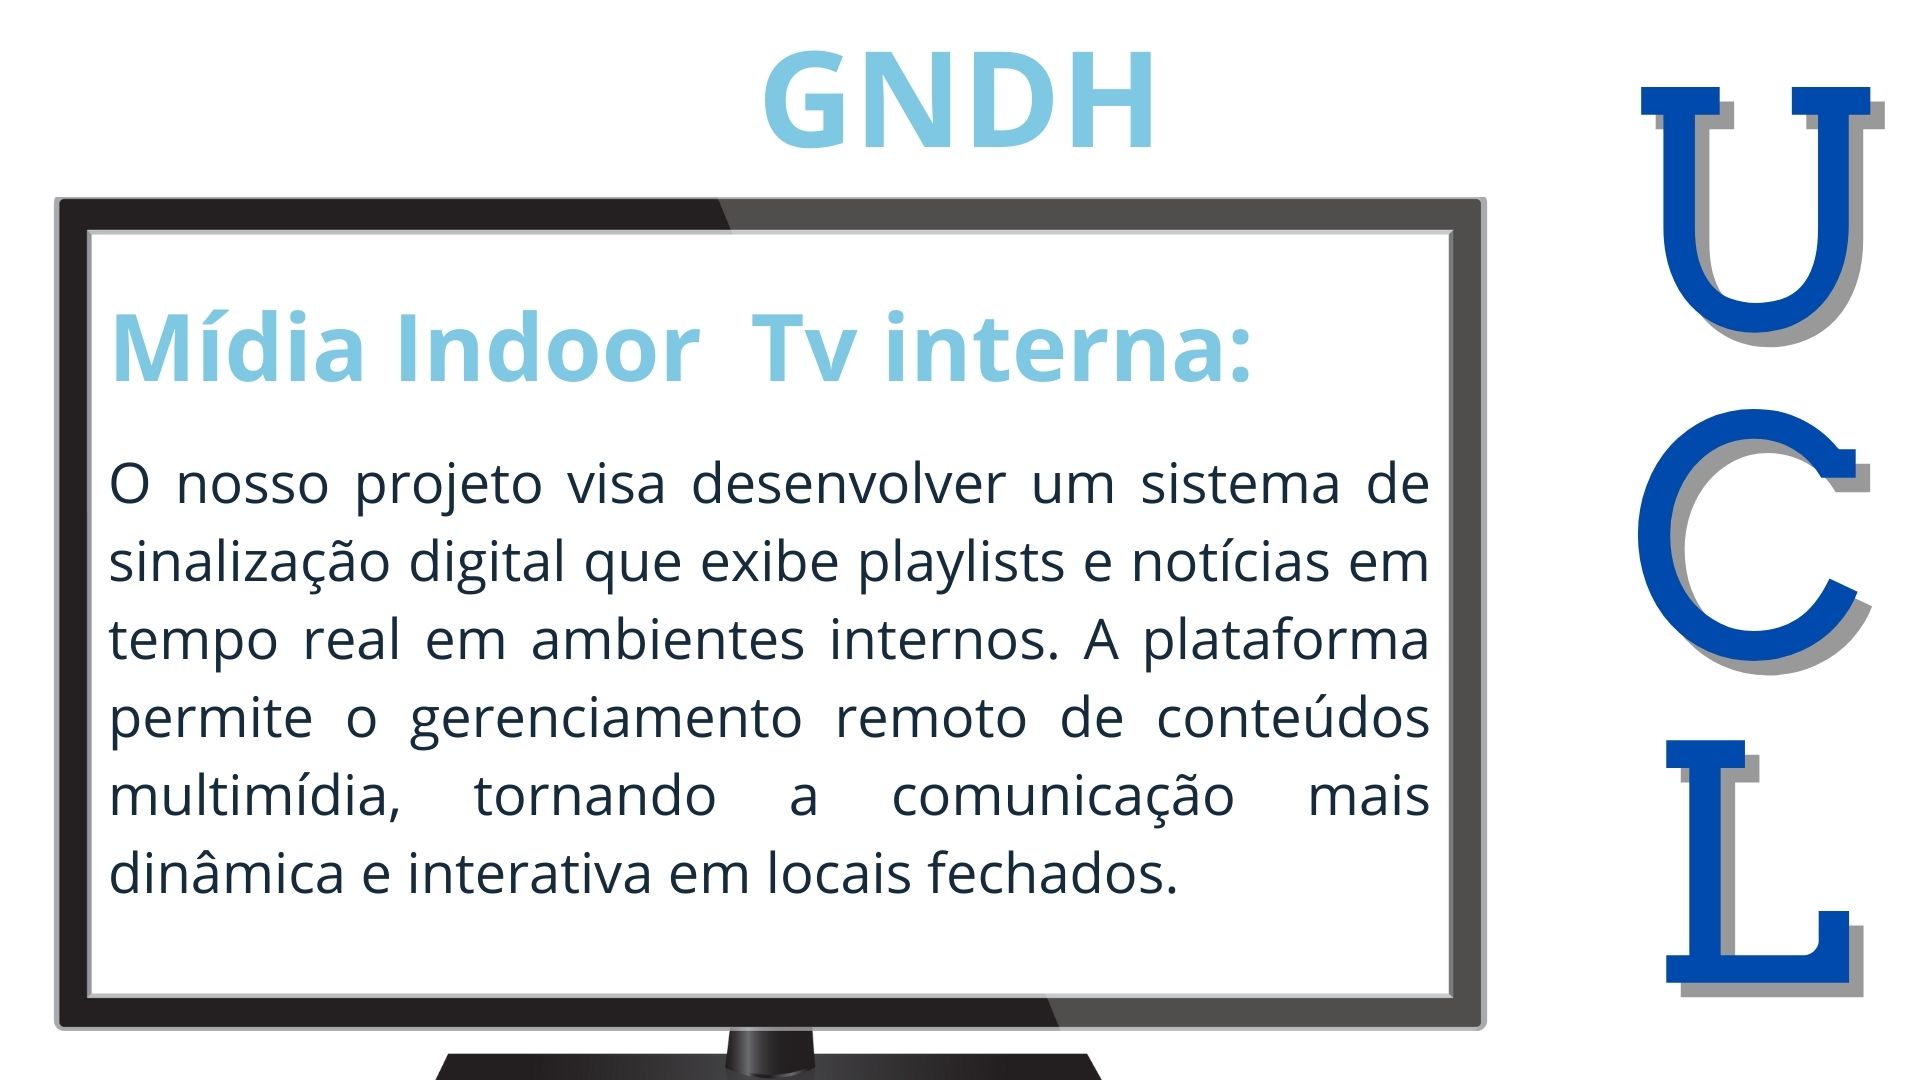 GNDH
Mídia Indoor  Tv interna:
O nosso projeto visa desenvolver um sistema de
sinalização digital que exibe playlists e notícias em
tempo real em ambientes internos. A plataforma
permite o gerenciamento remoto de conteúdos
multimídia, tornando a comunicação mais
dinâmica e interativa em locais fechados.
U
C
L